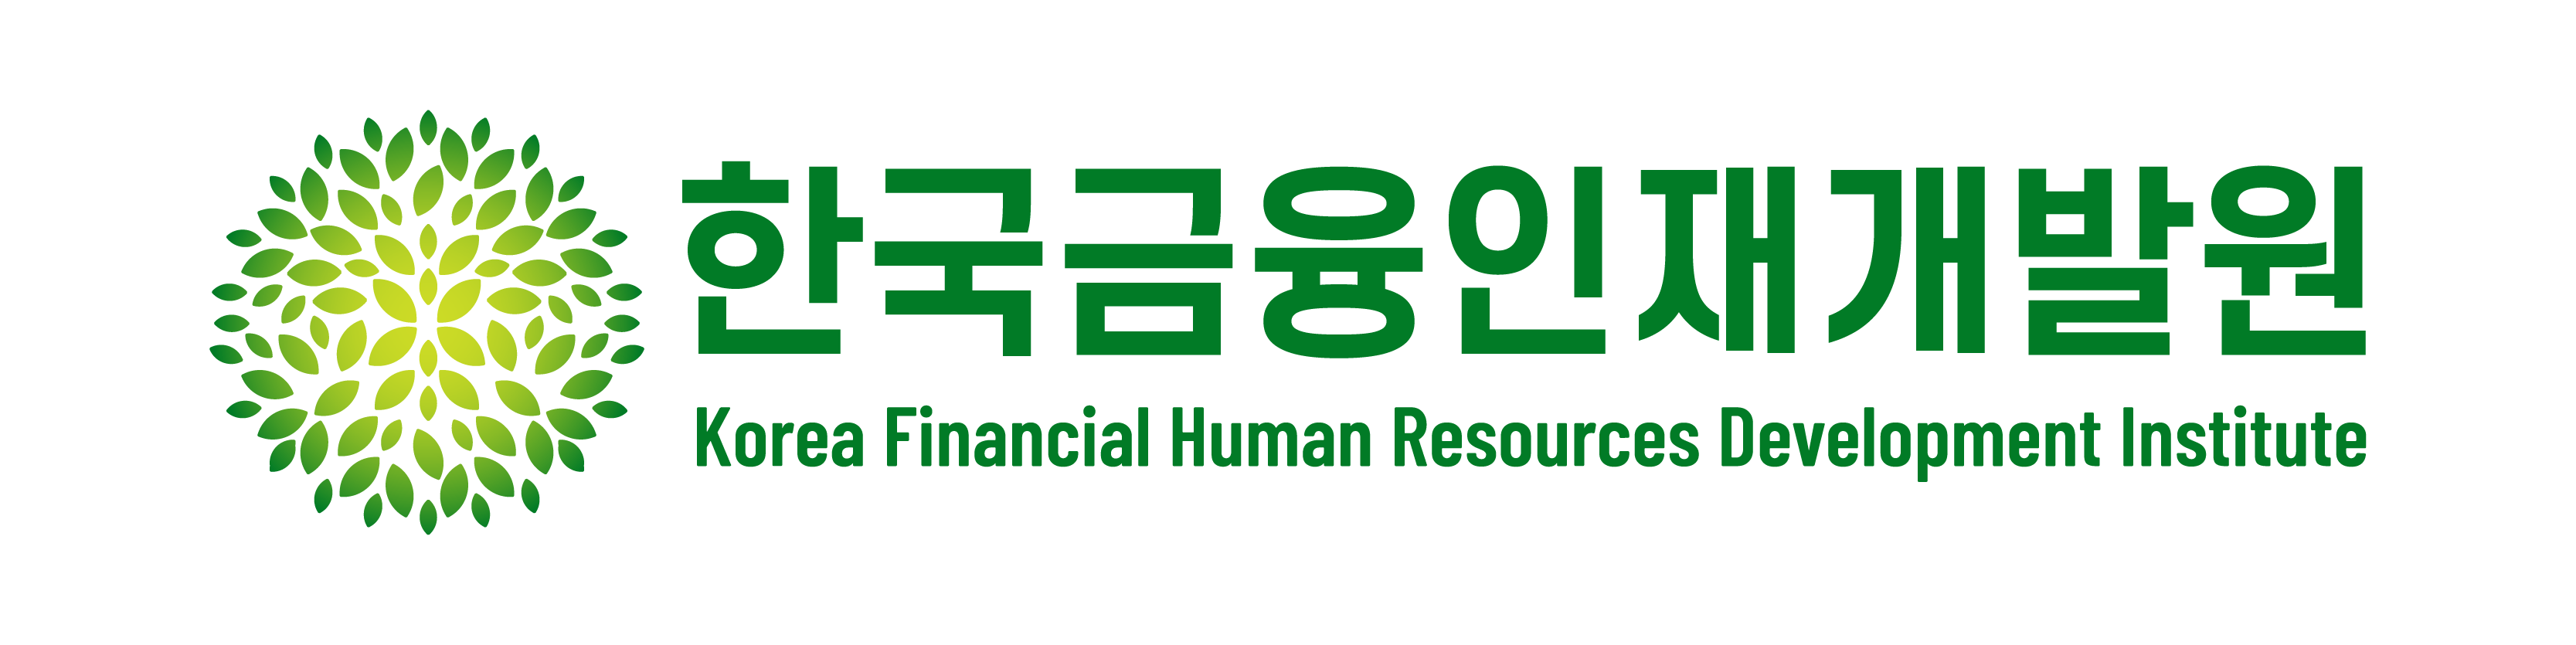 한국금융인재개발원
Korea Financial Human Resources Development Institute